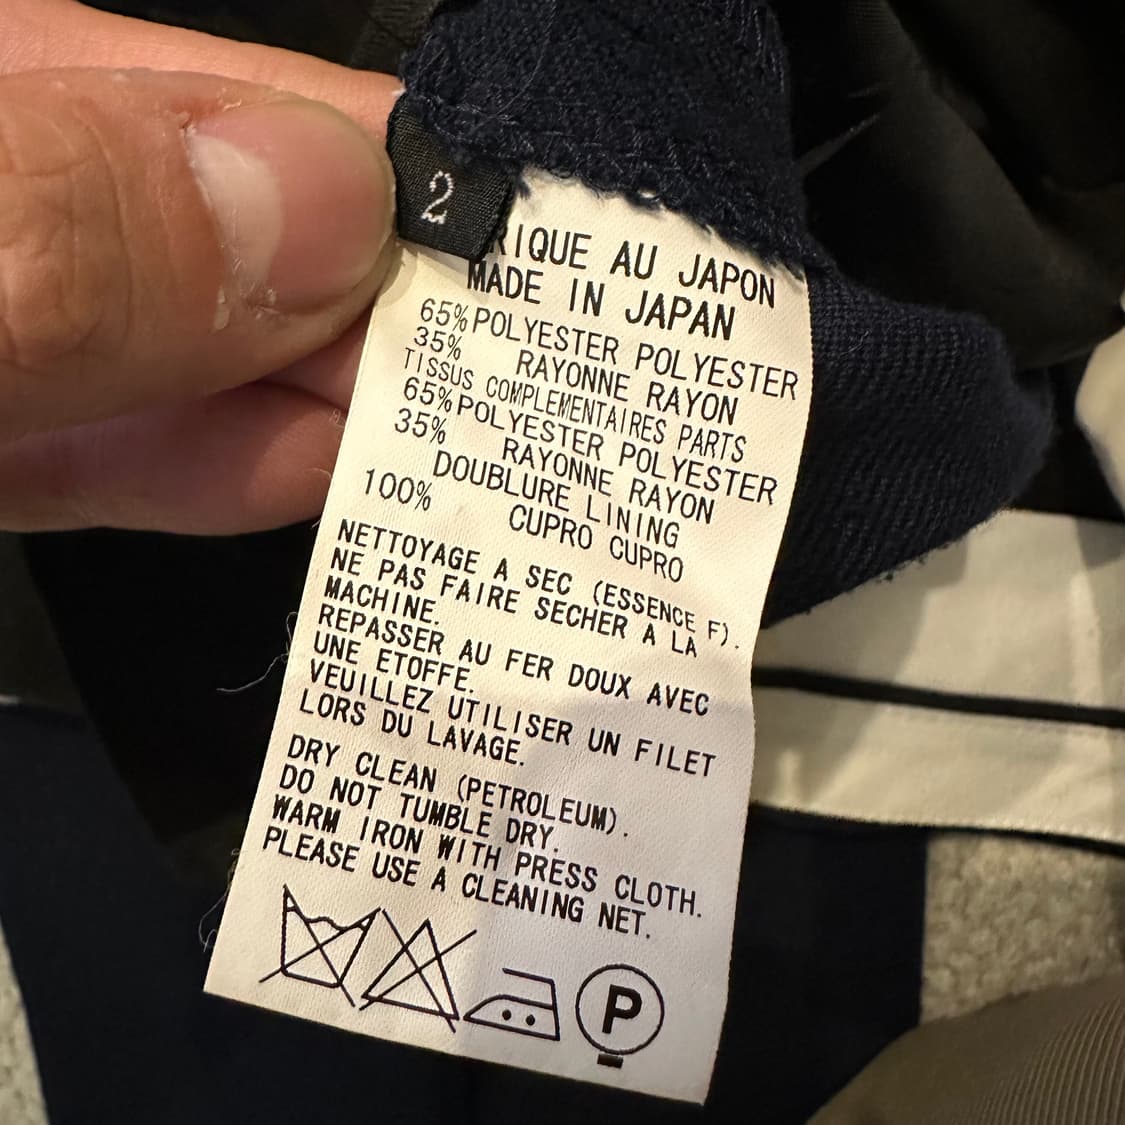 2
RIQUE AU JAPON
MADE IN JAPAN
65% POLYESTER POLYESTER
35% RAYONNE RAYON
TISSUS COMPLEMENTAIRES PARTS
65% POLYESTER POLYESTER
35% RAYONNE RAYON
DOUBLURE LINING
100% CUPRO CUPRO
NETTOYAGE A SEC (ESSENCE F).
NE PAS FAIRE SECHER A LA
MACHINE.
REPASSER AU FER DOUX AVEC
UNE ETOFFE.
VEUILLEZ UTILISER UN FILET
LORS DU LAVAGE.
DRY CLEAN (PETROLEUM).
DO NOT TUMBLE DRY.
WARM IRON WITH PRESS CLOTH.
PLEASE USE A CLEANING NET.
P